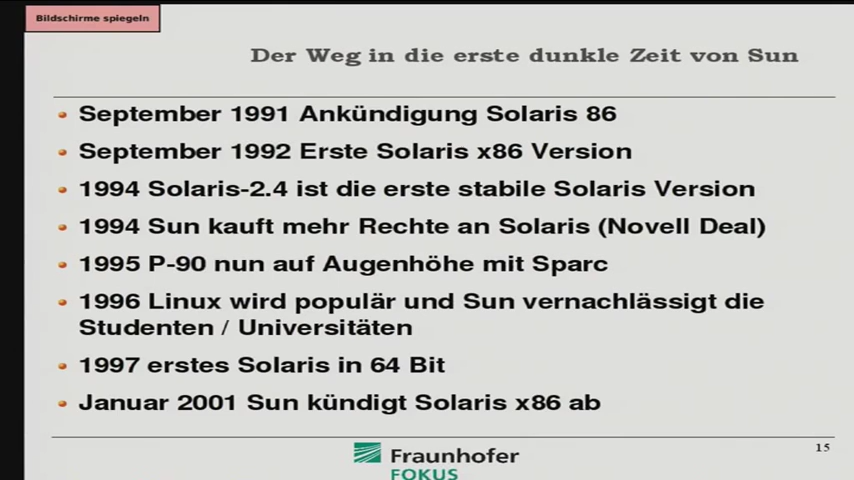 Bildschirme spiegeln
Der Weg in die erste dunkle Zeit von Sun
September 1991 Ankündigung Solaris 86
September 1992 Erste Solaris x86 Version
1994 Solaris-2.4 ist die erste stabile Solaris Version
1994 Sun kauft mehr Rechte an Solaris (Novell Deal)
1995 P-90 nun auf Augenhöhe mit Sparc
1996 Linux wird populär und Sun vernachlässigt die
Studenten / Universitäten
1997 erstes Solaris in 64 Bit
Januar 2001 Sun kündigt Solaris x86 ab
15
Fraunhofer
FOKUS